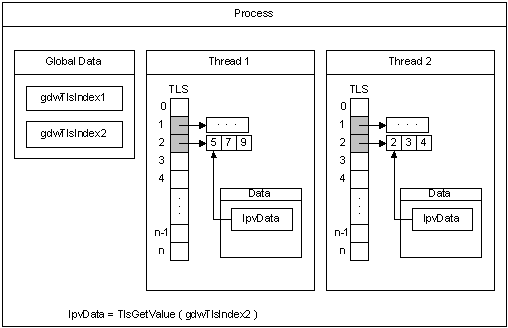 Process
Global Data
Thread 1
Thread 2
gdwTlsIndex1
gdwTlsIndex2
TLS
0
1
2
3
4
n-1
n
. . .
5 7 9
Data
lpvData
TLS
0
1
2
3
4
n-1
n
. . .
2 3 4
Data
lpvData
lpvData = TlsGetValue ( gdwTlsIndex2 )